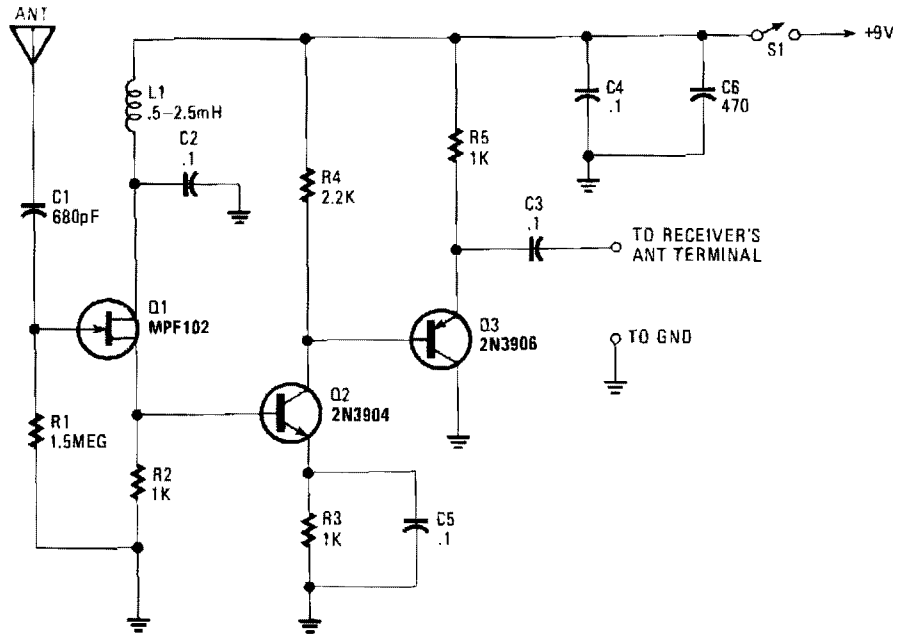 ANT
+9V
S1
L1
.5–2.5mH
C4
.1
C6
470
C2
.1
R5
1K
R4
2.2K
C1
680pF
C3
.1
TO RECEIVER'S
ANT TERMINAL
Q1
MPF102
Q3
2N3906
TO GND
Q2
2N3904
R1
1.5MEG
R2
1K
R3
1K
C5
.1